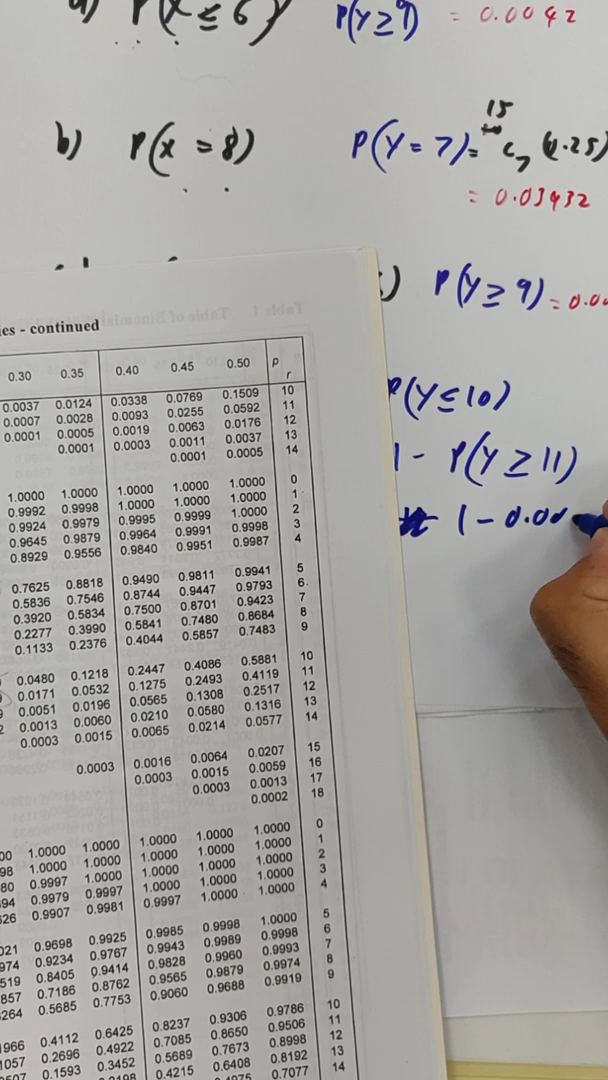 a) P(X ≤ 6) P(Y ≥ 9) = 0.0042
15
b) P(X = 8) P(Y = 7) = C7 (0.25)
= 0.03432
P(Y ≥ 9) = 0.00
ies - continued
0.30 0.35 0.40 0.45 0.50 p
r
0.0037 0.0124 0.0338 0.0769 0.1509 10
0.0007 0.0028 0.0093 0.0255 0.0592 11
0.0001 0.0005 0.0019 0.0063 0.0176 12
0.0001 0.0003 0.0011 0.0037 13
0.0001 0.0005 14
P(Y ≤ 10)
1 - P(Y ≥ 11)
1 - 0.00
1.0000 1.0000 1.0000 1.0000 1.0000 0
0.9992 0.9998 1.0000 1.0000 1.0000 1
0.9924 0.9979 0.9995 0.9999 1.0000 2
0.9645 0.9879 0.9964 0.9991 0.9998 3
0.8929 0.9556 0.9840 0.9951 0.9987 4
0.7625 0.8818 0.9490 0.9811 0.9941 5
0.5836 0.7546 0.8744 0.9447 0.9793 6
0.3920 0.5834 0.7500 0.8701 0.9423 7
0.2277 0.3990 0.5841 0.7480 0.8684 8
0.1133 0.2376 0.4044 0.5857 0.7483 9
0.0480 0.1218 0.2447 0.4086 0.5881 10
0.0171 0.0532 0.1275 0.2493 0.4119 11
0.0051 0.0196 0.0565 0.1308 0.2517 12
0.0013 0.0060 0.0210 0.0580 0.1316 13
0.0003 0.0015 0.0065 0.0214 0.0577 14
0.0003 0.0016 0.0064 0.0207 15
0.0003 0.0015 0.0059 16
0.0003 0.0013 17
0.0002 18
00 1.0000 1.0000 1.0000 1.0000 1.0000 0
98 1.0000 1.0000 1.0000 1.0000 1.0000 1
80 0.9997 1.0000 1.0000 1.0000 1.0000 2
894 0.9979 0.9997 1.0000 1.0000 1.0000 3
626 0.9907 0.9981 0.9997 1.0000 1.0000 4
021 0.9698 0.9925 0.9985 0.9998 1.0000 5
974 0.9234 0.9767 0.9943 0.9989 0.9998 6
519 0.8405 0.9414 0.9828 0.9960 0.9993 7
857 0.7186 0.8762 0.9565 0.9879 0.9974 8
264 0.5685 0.7753 0.9060 0.9688 0.9919 9
1966 0.4112 0.6425 0.8237 0.9306 0.9786 10
1057 0.2696 0.4922 0.7085 0.8650 0.9506 11
0507 0.1593 0.3452 0.5689 0.7673 0.8998 12
0.4215 0.6408 0.8192 13
0.7077 14